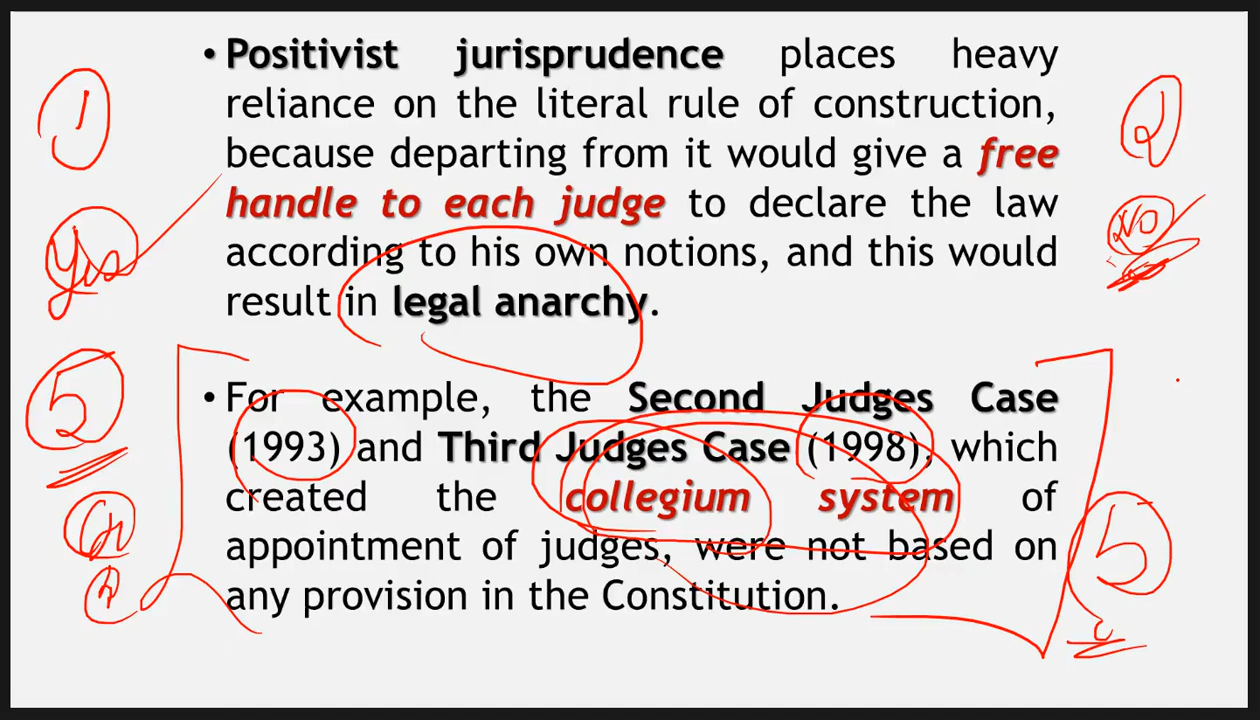 • Positivist jurisprudence places heavy
reliance on the literal rule of construction,
because departing from it would give a free
handle to each judge to declare the law
according to his own notions, and this would
result in legal anarchy.
• For example, the Second Judges Case
(1993) and Third Judges Case (1998), which
created the collegium system of
appointment of judges, were not based on
any provision in the Constitution.
1
Yes
5
No
5